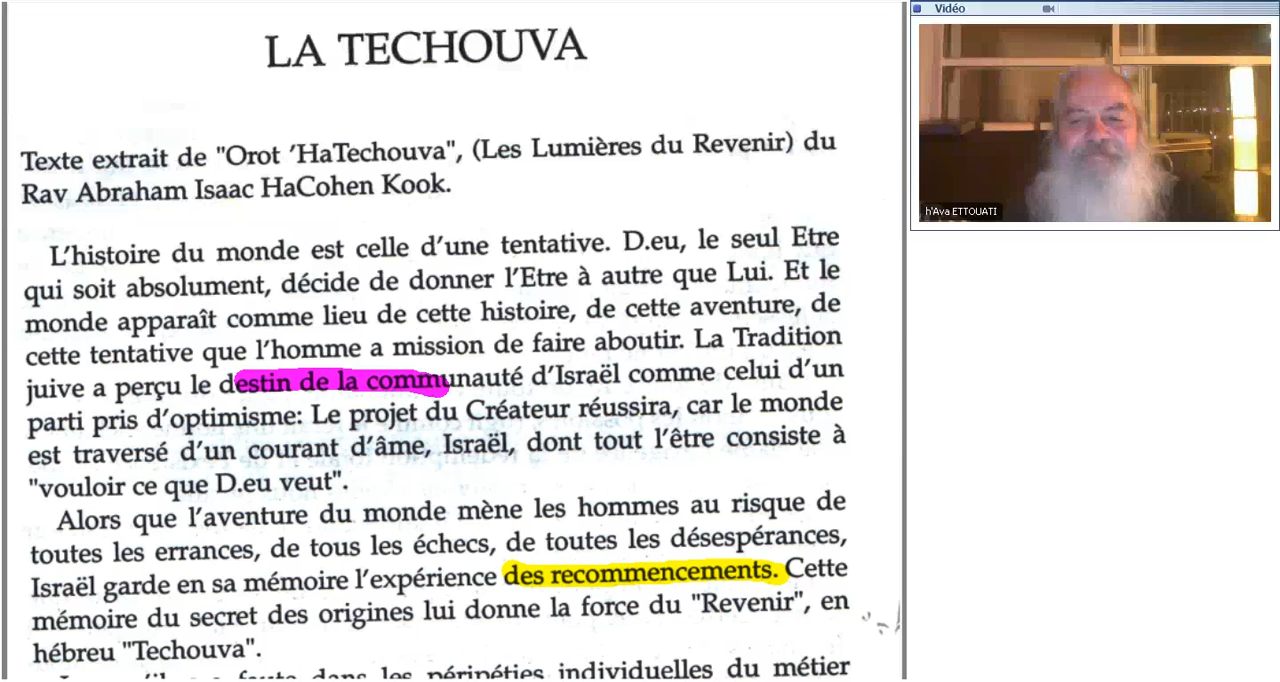 LA TECHOUVA
Texte extrait de "Orot 'HaTechouva", (Les Lumières du Revenir) du
Rav Abraham Isaac HaCohen Kook.
L'histoire du monde est celle d'une tentative. D.eu, le seul Etre
qui soit absolument, décide de donner l'Etre à autre que Lui. Et le
monde apparaît comme lieu de cette histoire, de cette aventure, de
cette tentative que l'homme a mission de faire aboutir. La Tradition
juive a perçu le destin de la communauté d'Israël comme celui d'un
parti pris d'optimisme: Le projet du Créateur réussira, car le monde
est traversé d'un courant d'âme, Israël, dont tout l'être consiste à
"vouloir ce que D.eu veut".
Alors que l'aventure du monde mène les hommes au risque de
toutes les errances, de tous les échecs, de toutes les désespérances,
Israël garde en sa mémoire l'expérience des recommencements. Cette
mémoire du secret des origines lui donne la force du "Revenir", en
hébreu "Techouva".
dans les péripéties individuelles du métier
Vidéo
h'Ava ETTOUATI